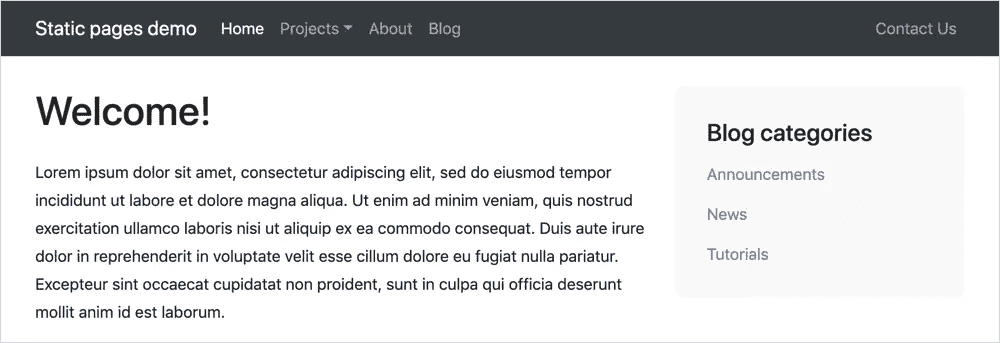 Static pages demo Home Projects About Blog Contact Us
Welcome!
Lorem ipsum dolor sit amet, consectetur adipiscing elit, sed do eiusmod tempor
incididunt ut labore et dolore magna aliqua. Ut enim ad minim veniam, quis nostrud
exercitation ullamco laboris nisi ut aliquip ex ea commodo consequat. Duis aute irure
dolor in reprehenderit in voluptate velit esse cillum dolore eu fugiat nulla pariatur.
Excepteur sint occaecat cupidatat non proident, sunt in culpa qui officia deserunt
mollit anim id est laborum.
Blog categories
Announcements
News
Tutorials